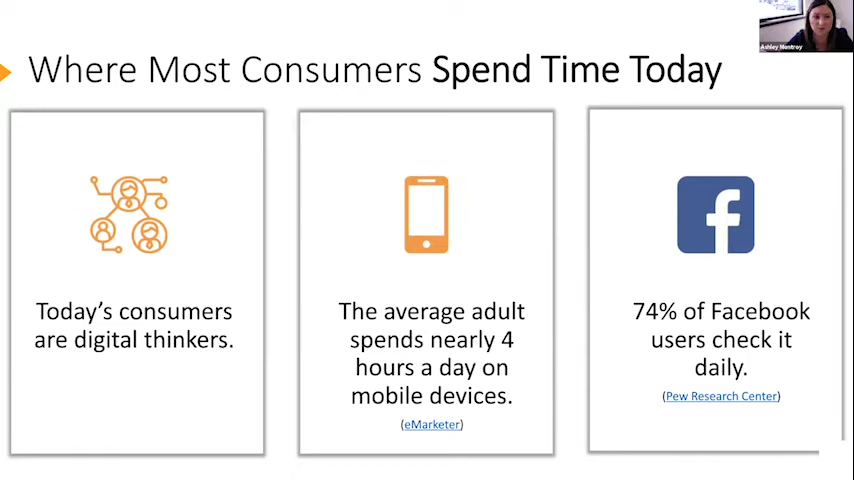 Ashley Montroy
Where Most Consumers Spend Time Today
Today's consumers
are digital thinkers.
The average adult
spends nearly 4
hours a day on
mobile devices.
(eMarketer)
74% of Facebook
users check it
daily.
(Pew Research Center)